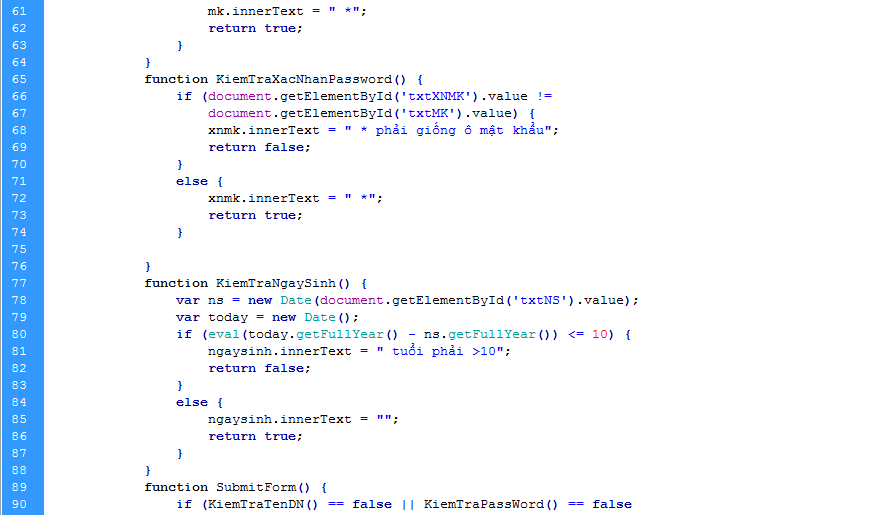 61 mk.innerText = " *";
62 return true;
63 }
64 }
65 function KiemTraXacNhanPassword() {
66 if (document.getElementById('txtXNMK').value !=
67 document.getElementById('txtMK').value) {
68 xnmk.innerText = " * phải giống ô mật khẩu";
69 return false;
70 }
71 else {
72 xnmk.innerText = " *";
73 return true;
74 }
75
76 }
77 function KiemTraNgaySinh() {
78 var ns = new Date(document.getElementById('txtNS').value);
79 var today = new Date();
80 if (eval(today.getFullYear() - ns.getFullYear()) <= 10) {
81 ngaysinh.innerText = " tuổi phải >10";
82 return false;
83 }
84 else {
85 ngaysinh.innerText = "";
86 return true;
87 }
88 }
89 function SubmitForm() {
90 if (KiemTraTenDN() == false || KiemTraPassWord() == false